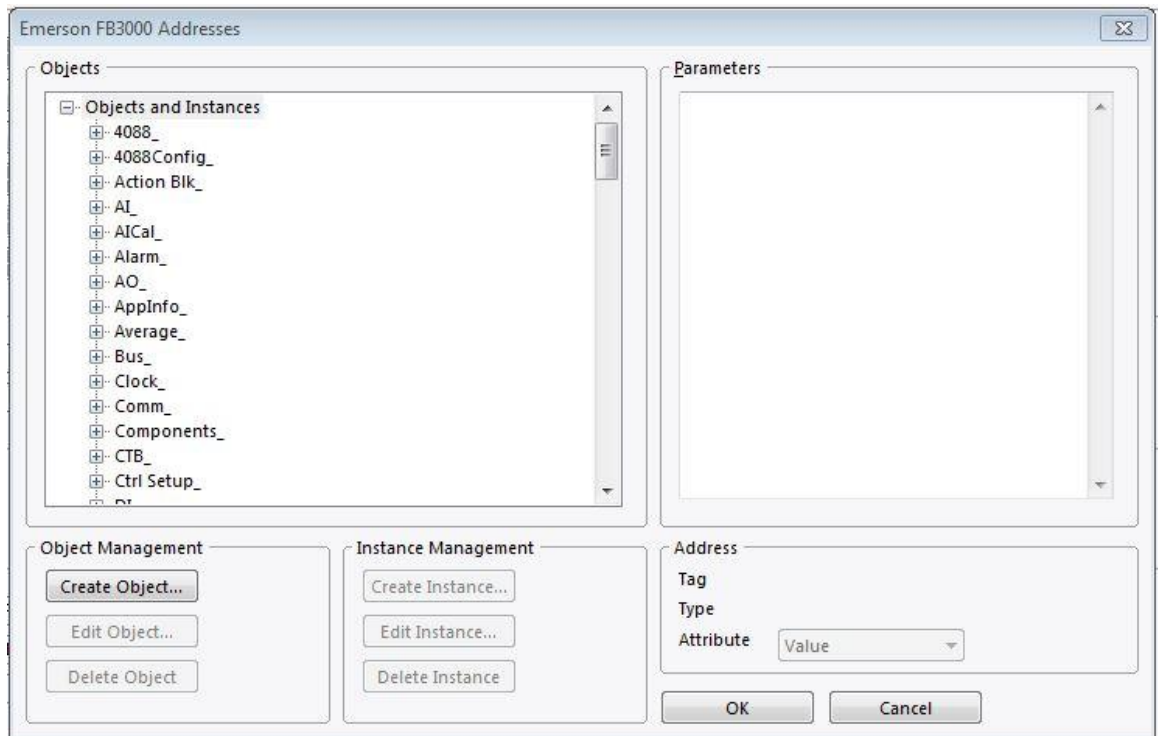 Emerson FB3000 Addresses
Objects
Objects and Instances
4088_
4088Config_
Action Blk_
AI_
AICal_
Alarm_
AO_
AppInfo_
Average_
Bus_
Clock_
Comm_
Components_
CTB_
Ctrl Setup_
Parameters
Object Management
Create Object...
Edit Object...
Delete Object
Instance Management
Create Instance...
Edit Instance...
Delete Instance
Address
Tag
Type
Attribute
Value
OK
Cancel